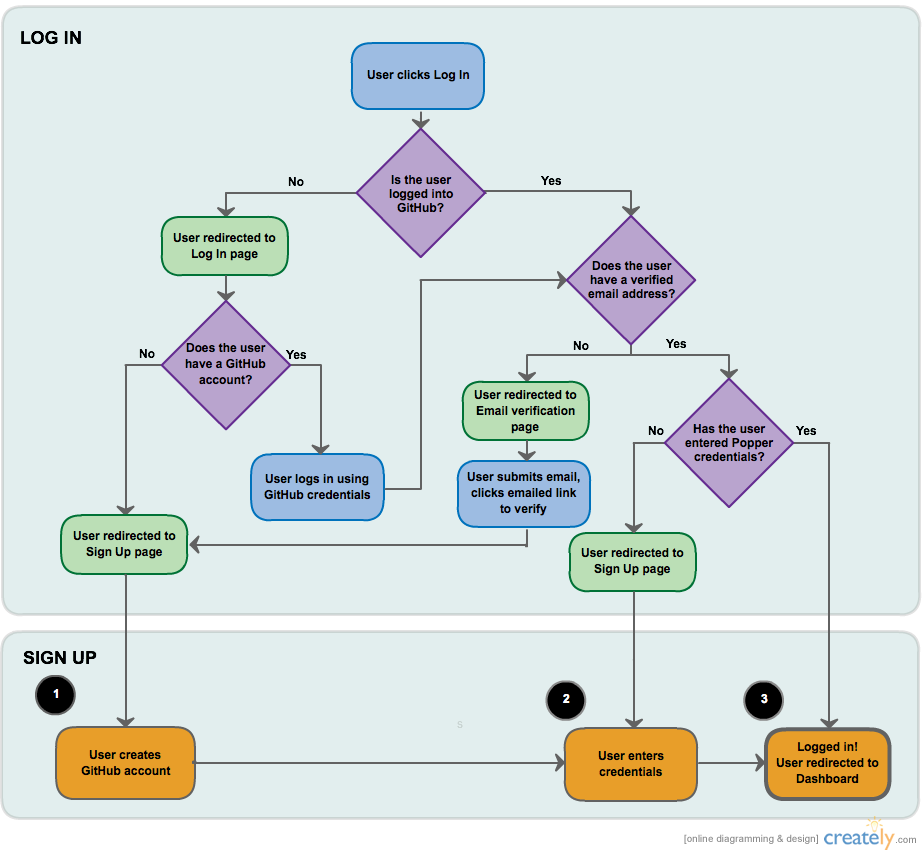 LOG IN
User clicks Log In
Is the user
logged into
GitHub?
No
Yes
User redirected to
Log In page
Does the user
have a verified
email address?
Does the user
have a GitHub
account?
No
Yes
No
Yes
User redirected to
Email verification
page
Has the user
entered Popper
credentials?
No
Yes
User logs in using
GitHub credentials
User submits email,
clicks emailed link
to verify
User redirected to
Sign Up page
User redirected to
Sign Up page
SIGN UP
1
2
3
S
User creates
GitHub account
User enters
credentials
Logged in!
User redirected to
Dashboard
[online diagramming & design] creately.com